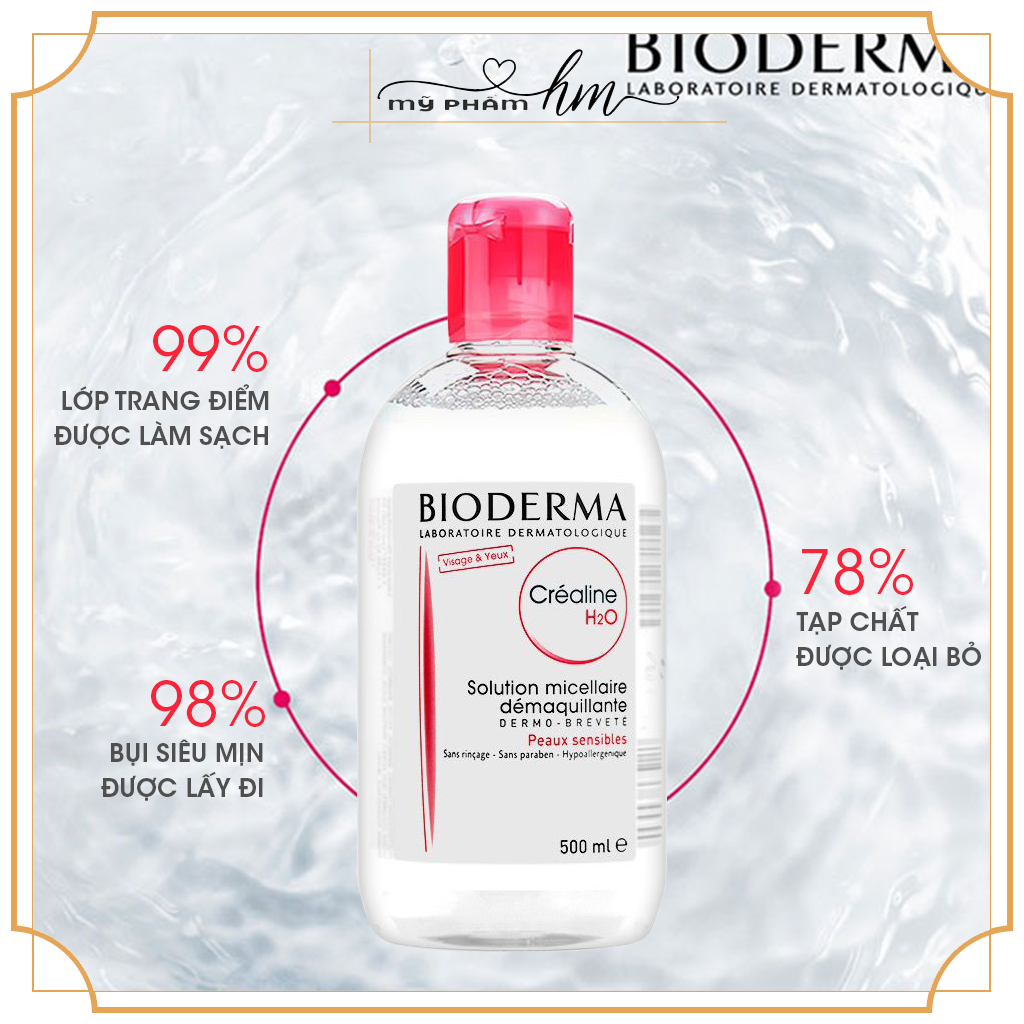 BIODERM
LABORATOIRE DERMATOLOGIQU
MỸ PHẨM hm
99%
LỚP TRANG ĐIỂM
ĐƯỢC LÀM SẠCH
78%
TẠP CHẤT
ĐƯỢC LOẠI BỎ
98%
BỤI SIÊU MỊN
ĐƯỢC LẤY ĐI
BIODERMA
LABORATOIRE DERMATOLOGIQUE
Visage & Yeux
Créaline
H2O
Solution micellaire
démaquillante
DERMO-BREVETÉ
Peaux sensibles
Sans rinçage - Sans paraben - Hypoallergénique
500 ml e